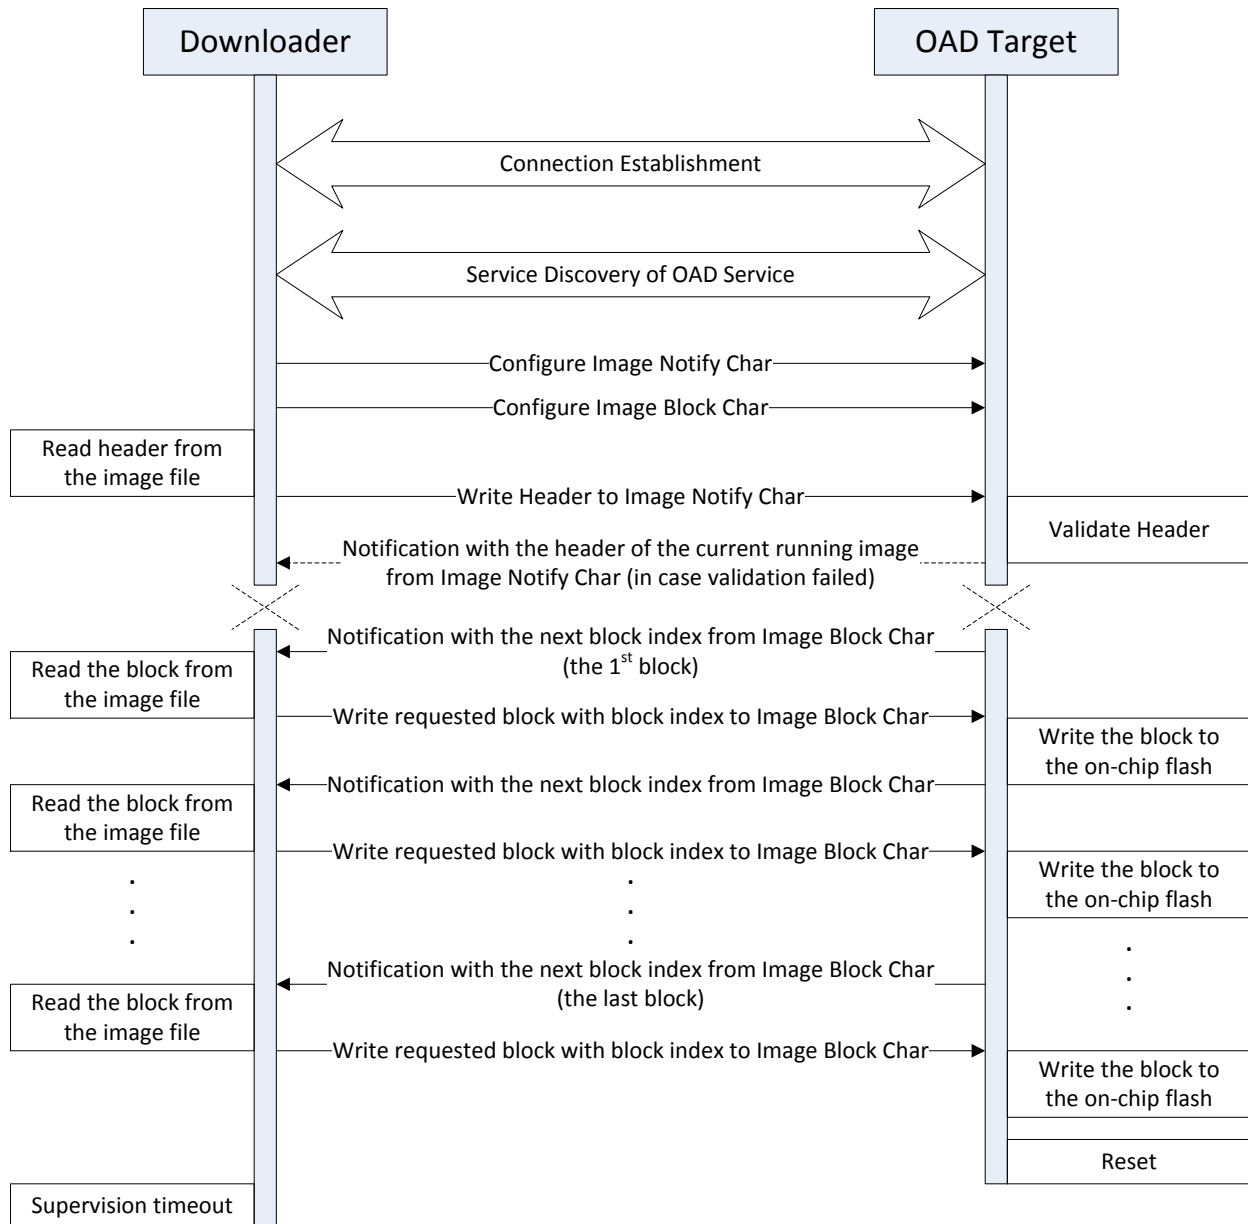 Downloader
OAD Target
Connection Establishment
Service Discovery of OAD Service
Configure Image Notify Char
Configure Image Block Char
Read header from
the image file
Write Header to Image Notify Char
Validate Header
Notification with the header of the current running image
from Image Notify Char (in case validation failed)
Notification with the next block index from Image Block Char
(the 1st block)
Read the block from
the image file
Write requested block with block index to Image Block Char
Write the block to
the on-chip flash
Notification with the next block index from Image Block Char
Read the block from
the image file
Write requested block with block index to Image Block Char
Write the block to
the on-chip flash
.
.
.
.
.
.
.
.
.
Notification with the next block index from Image Block Char
(the last block)
Read the block from
the image file
Write requested block with block index to Image Block Char
Write the block to
the on-chip flash
Reset
Supervision timeout